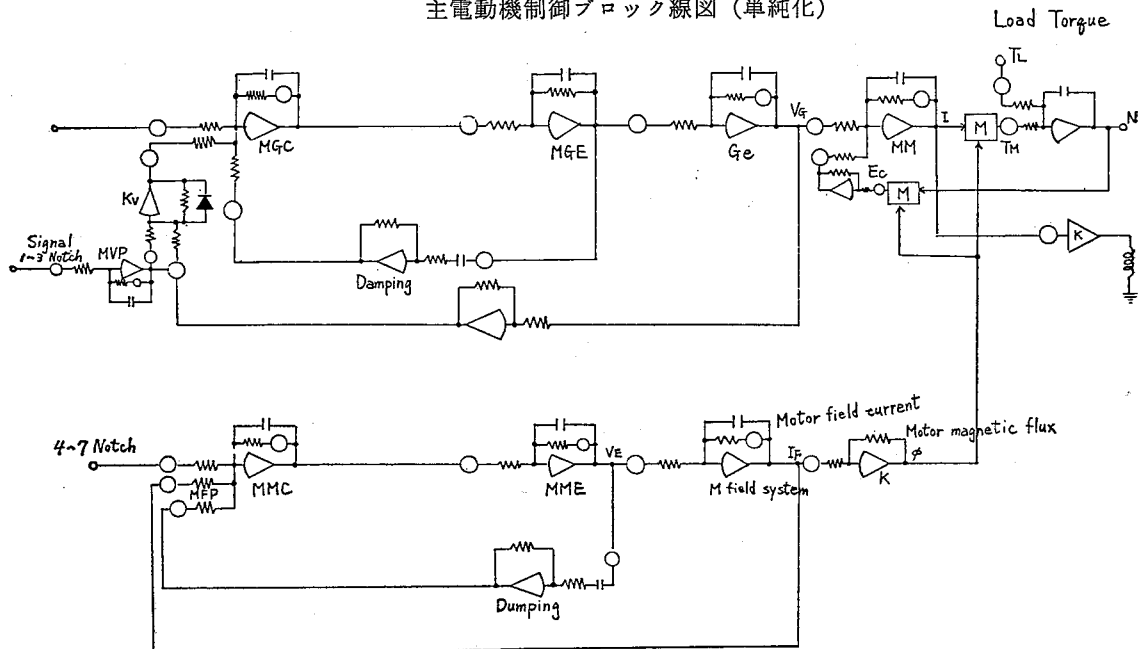 主電動機制御ブロック線図（単純化）
Load Torque
TL
MGC
MGE
Ge
VG
MM
I
M
TM
N
Kv
Ec
M
Signal
1~3 Notch
MVP
Damping
K
4~7 Notch
MFP
MMC
MME
VE
Motor field current
M field system
IF
K
Motor magnetic flux
φ
Dumping